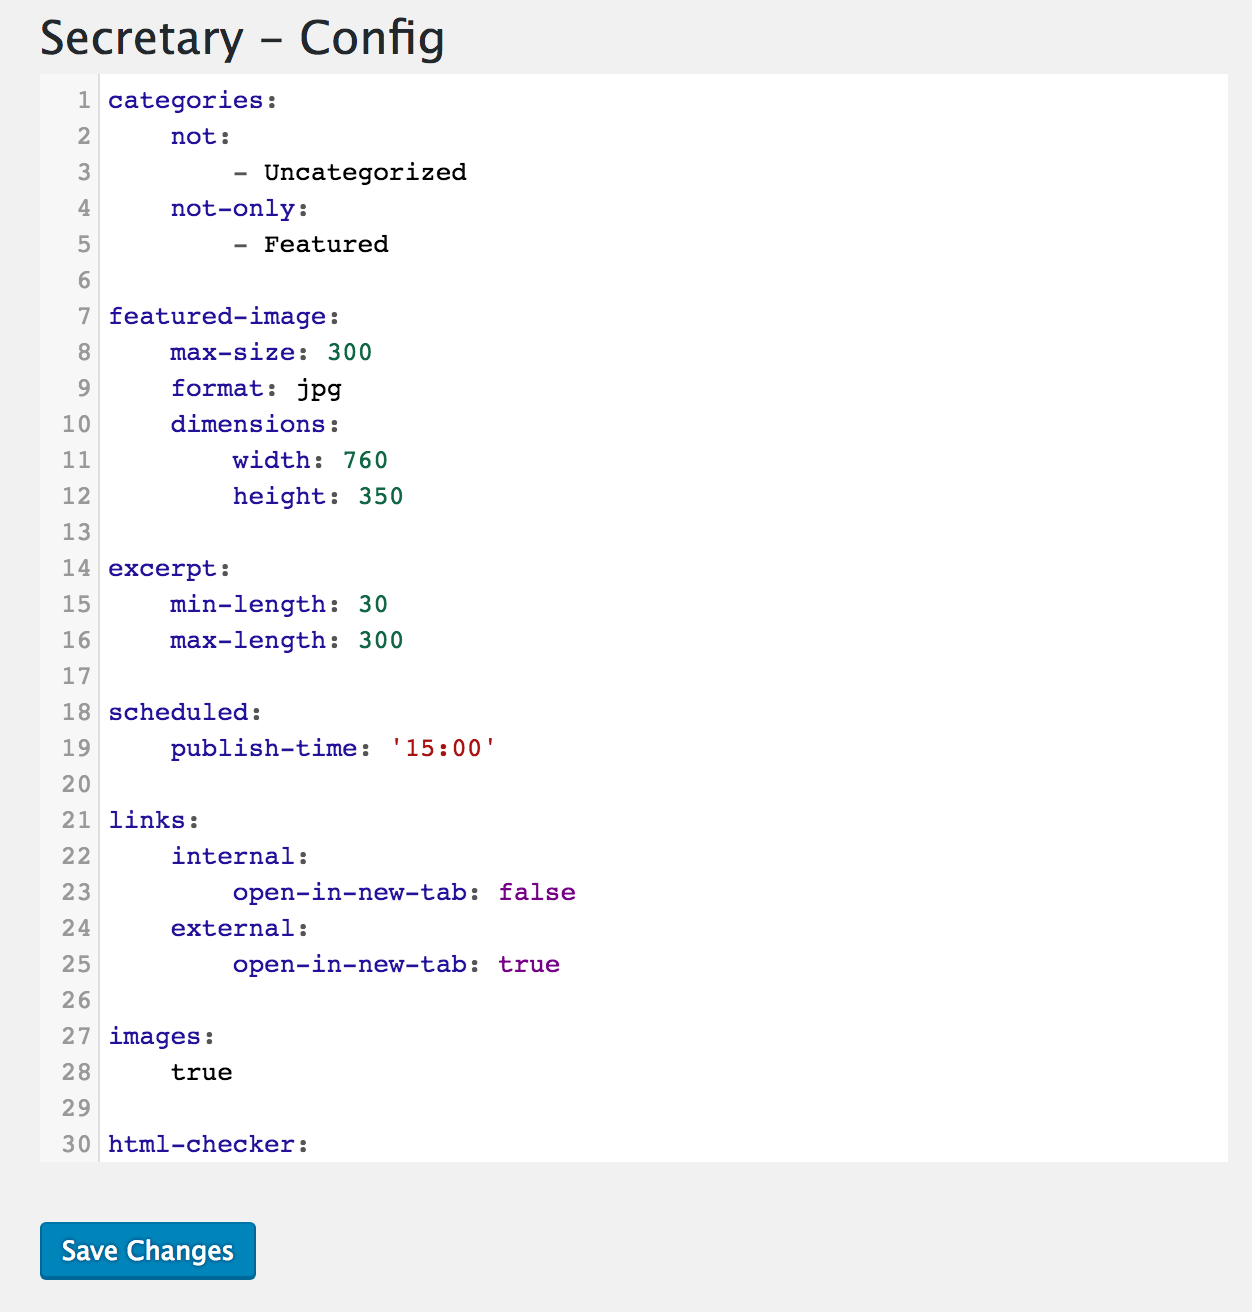 Secretary – Config
1 categories:
2     not:
3         - Uncategorized
4     not-only:
5         - Featured
6
7 featured-image:
8     max-size: 300
9     format: jpg
10     dimensions:
11         width: 760
12         height: 350
13
14 excerpt:
15     min-length: 30
16     max-length: 300
17
18 scheduled:
19     publish-time: '15:00'
20
21 links:
22     internal:
23         open-in-new-tab: false
24     external:
25         open-in-new-tab: true
26
27 images:
28     true
29
30 html-checker:
Save Changes